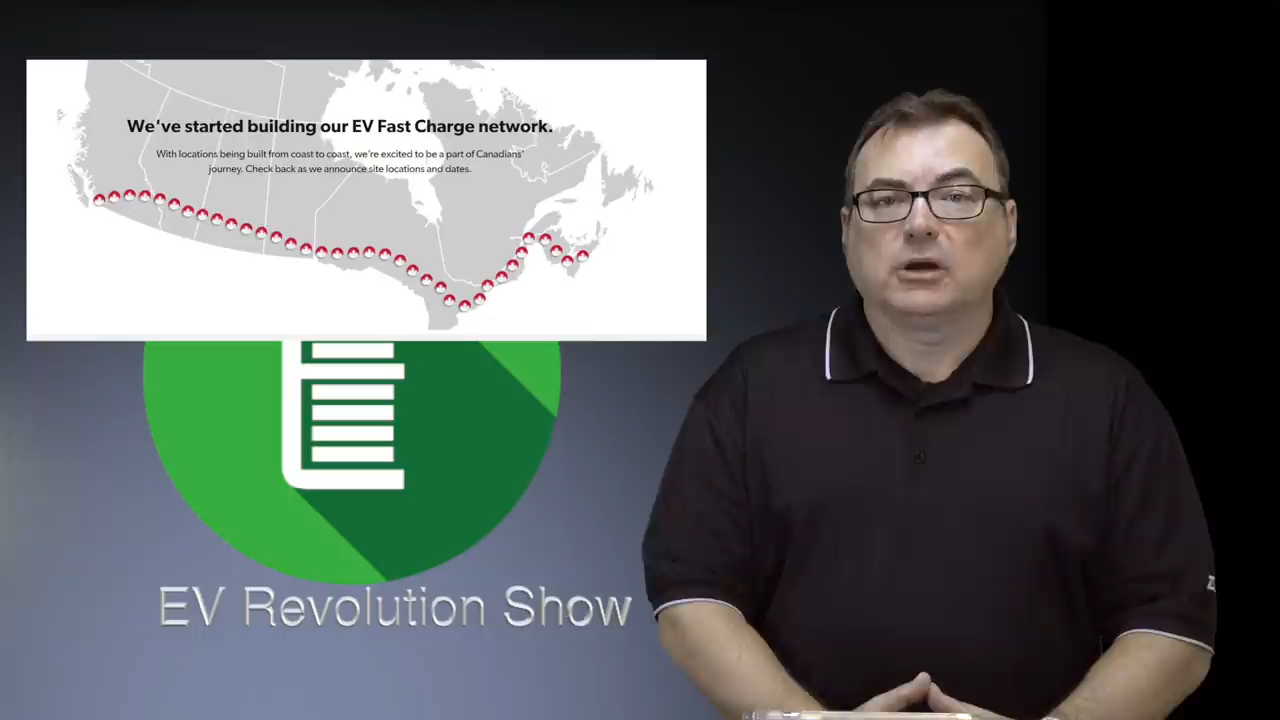 We've started building our EV Fast Charge network.
With locations being built from coast to coast, we're excited to be a part of Canadians'
journey. Check back as we announce site locations and dates.
EV Revolution Show